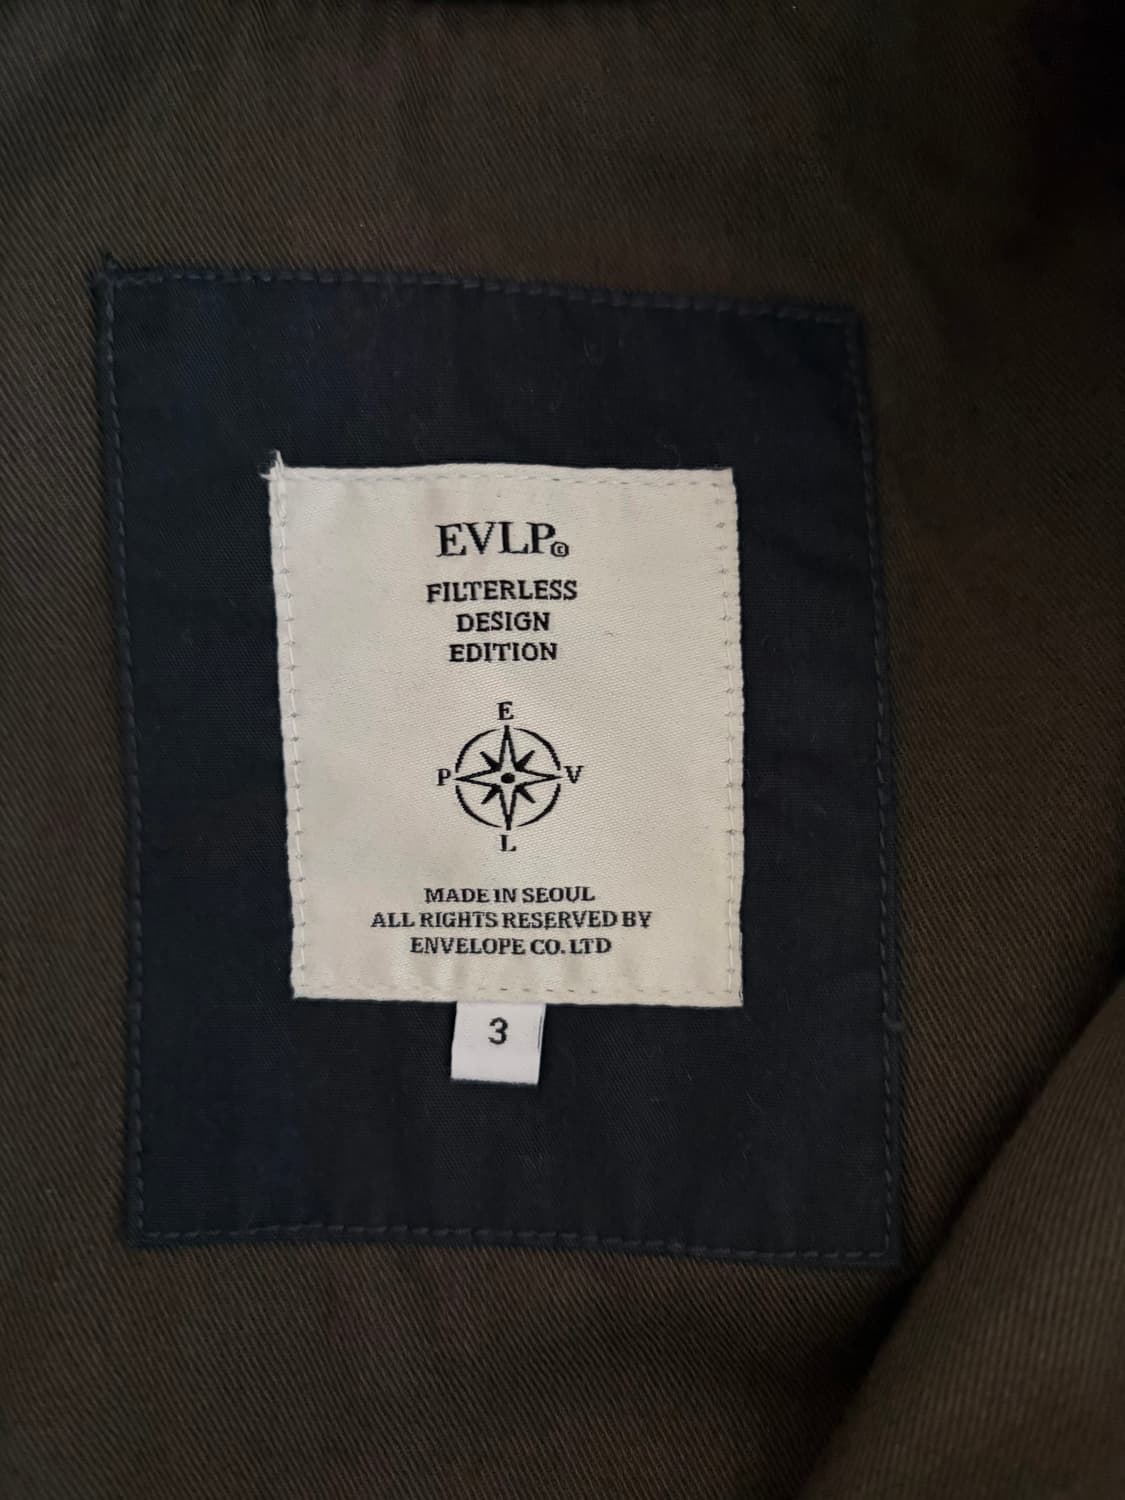 EVLP©
FILTERLESS
DESIGN
EDITION
E
P V
L
MADE IN SEOUL
ALL RIGHTS RESERVED BY
ENVELOPE CO. LTD
3